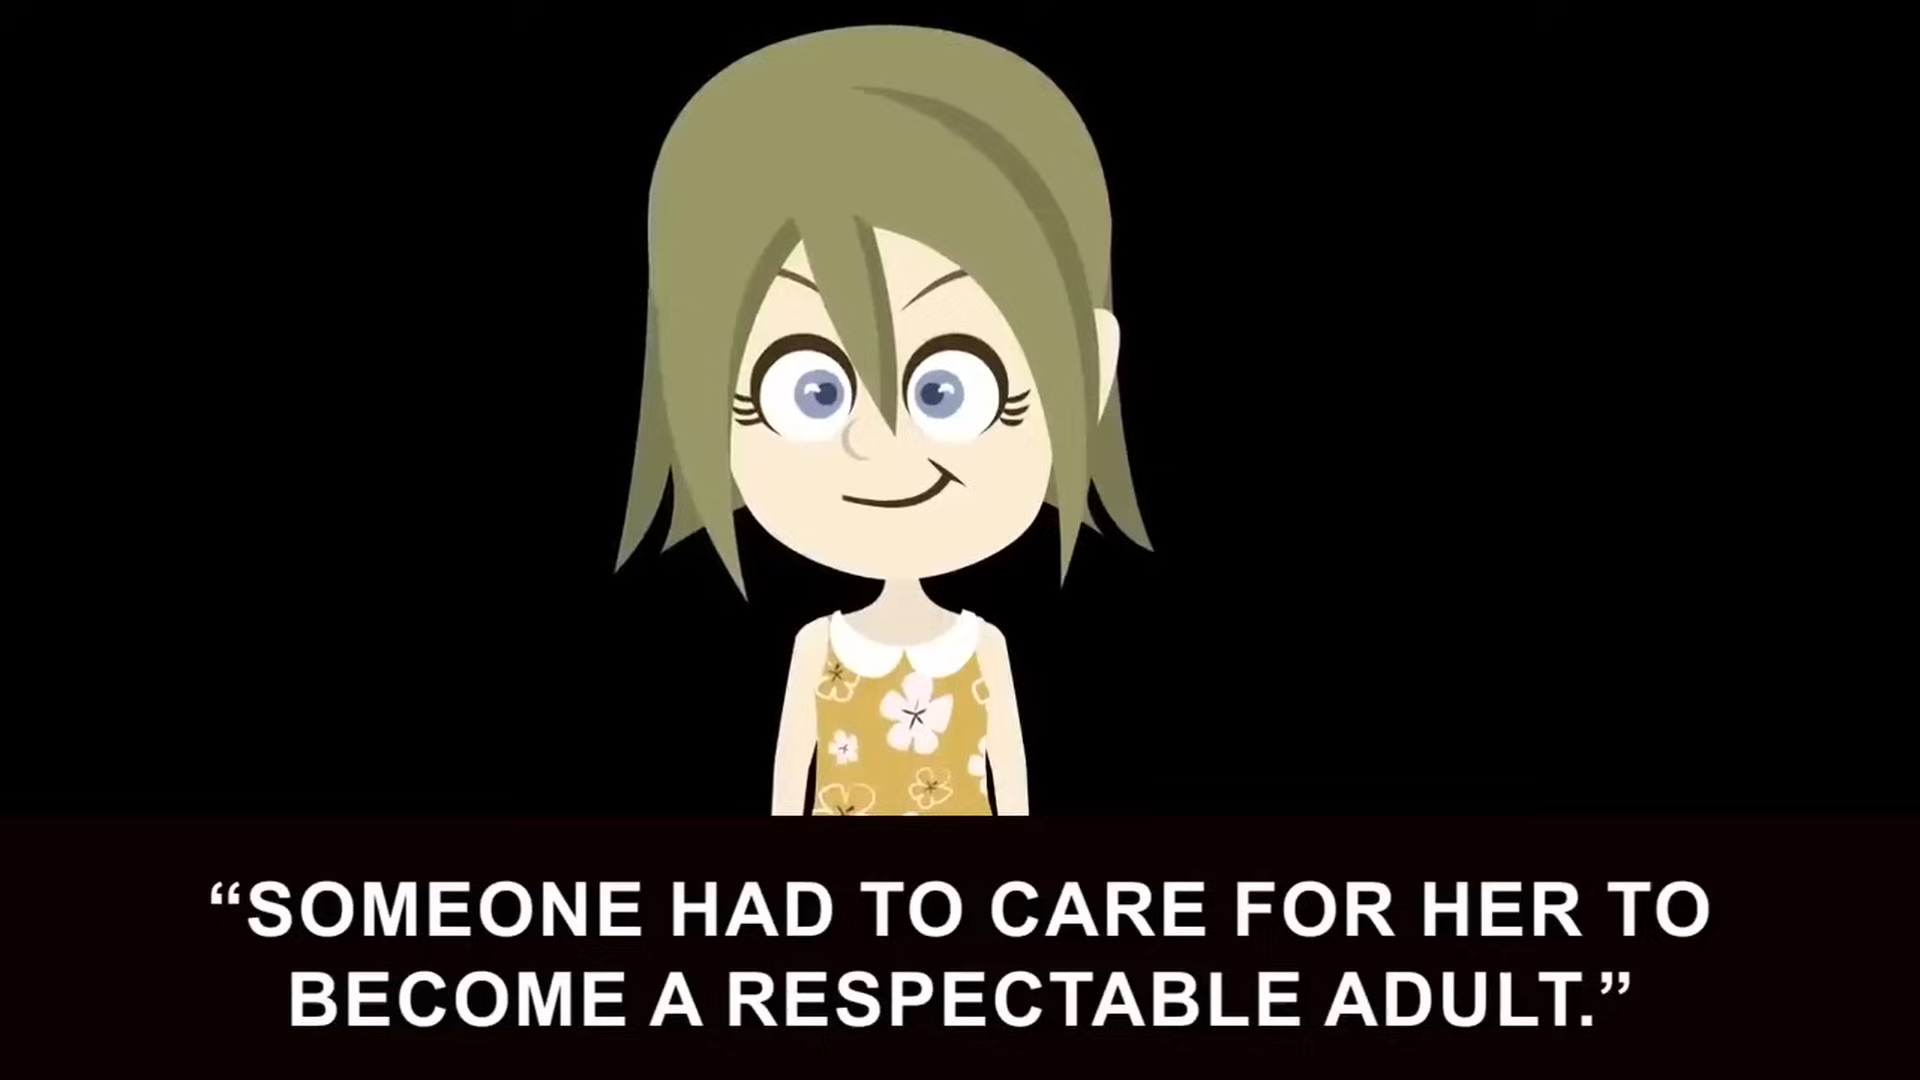 “SOMEONE HAD TO CARE FOR HER TO
BECOME A RESPECTABLE ADULT.”